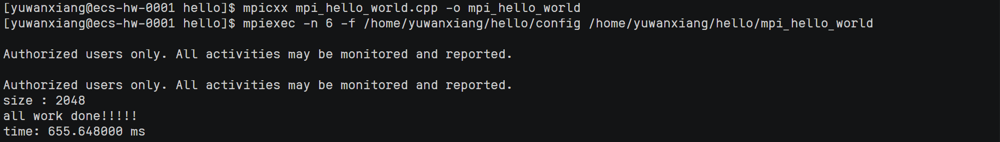 [yuwanxiang@ecs-hw-0001 hello]$ mpicxx mpi_hello_world.cpp -o mpi_hello_world
[yuwanxiang@ecs-hw-0001 hello]$ mpiexec -n 6 -f /home/yuwanxiang/hello/config /home/yuwanxiang/hello/mpi_hello_world
Authorized users only. All activities may be monitored and reported.
Authorized users only. All activities may be monitored and reported.
size : 2048
all work done!!!!!
time: 655.648000 ms